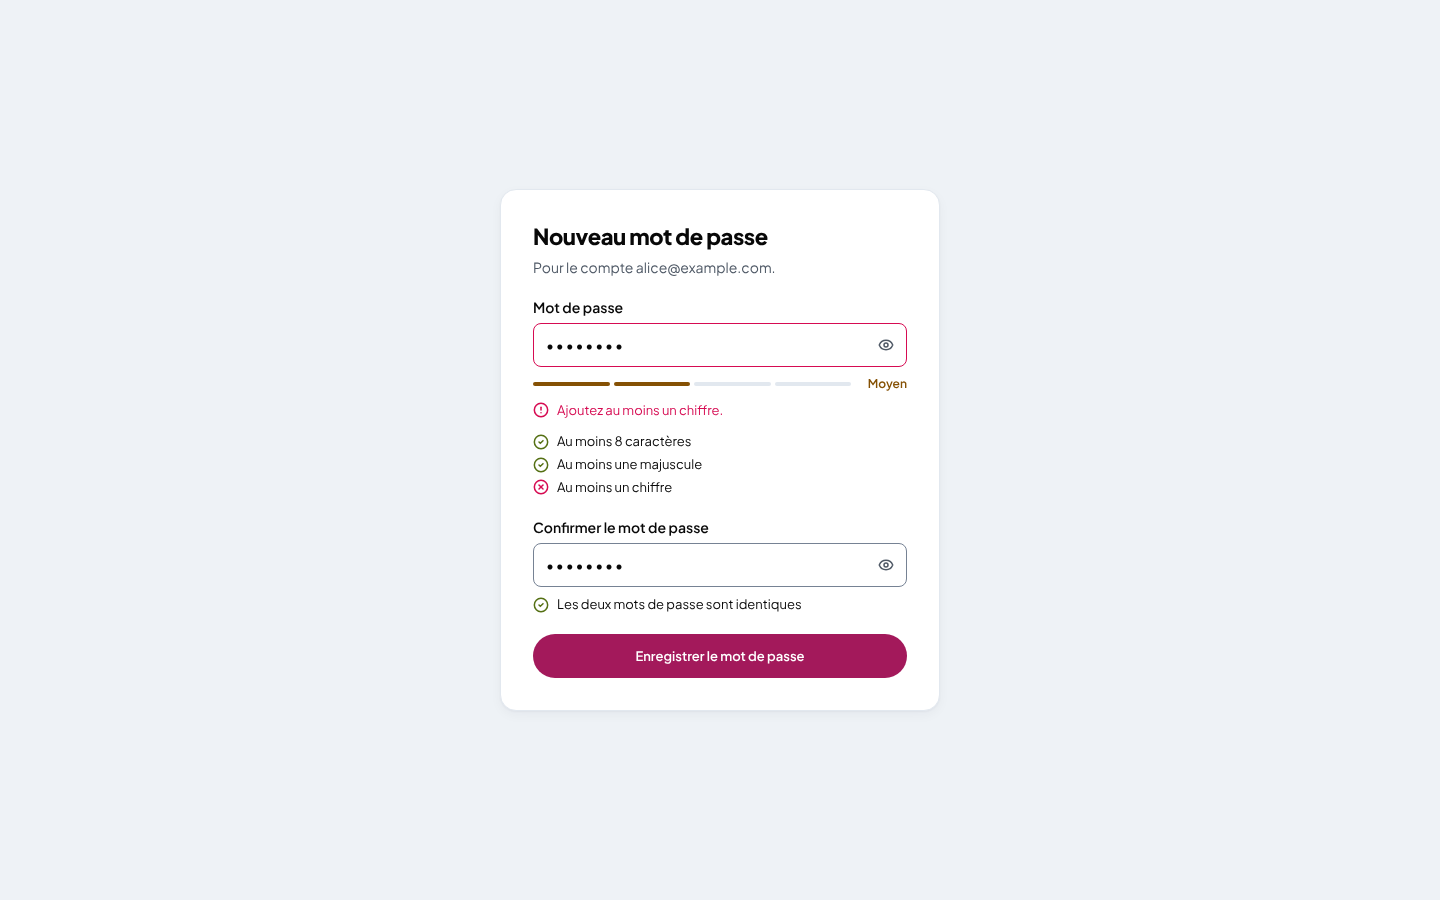 Nouveau mot de passe
Pour le compte alice@example.com.
Mot de passe
••••••••
Moyen
Ajoutez au moins un chiffre.
Au moins 8 caractères
Au moins une majuscule
Au moins un chiffre
Confirmer le mot de passe
••••••••
Les deux mots de passe sont identiques
Enregistrer le mot de passe